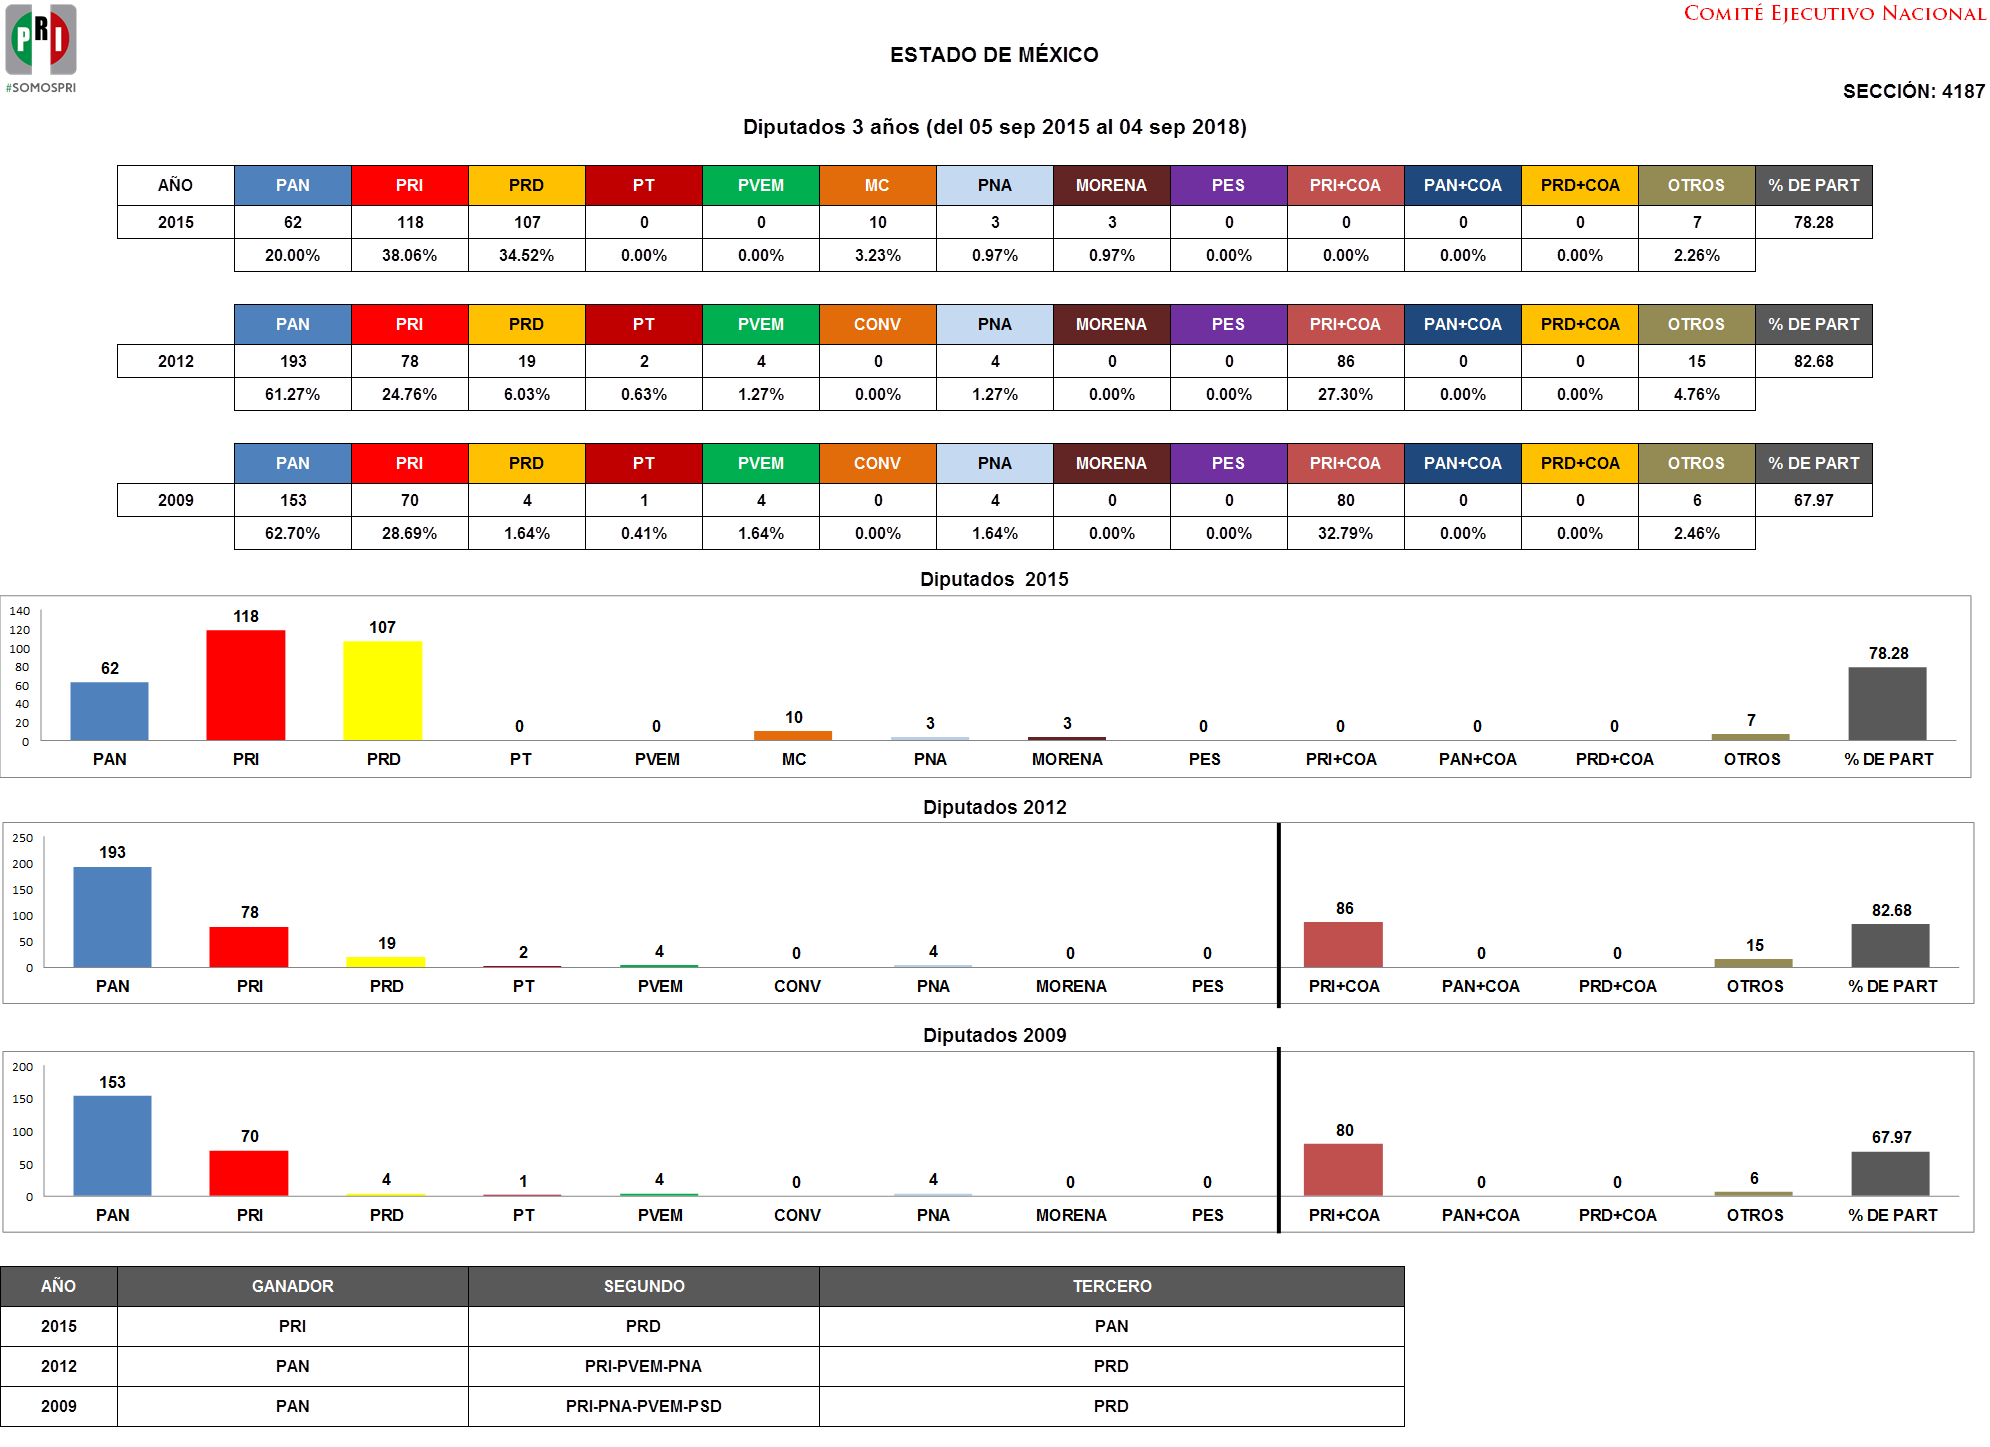 PRI
#SOMOSPRI
COMITÉ EJECUTIVO NACIONAL
ESTADO DE MÉXICO
SECCIÓN: 4187
Diputados 3 años (del 05 sep 2015 al 04 sep 2018)
AÑO PAN PRI PRD PT PVEM MC PNA MORENA PES PRI+COA PAN+COA PRD+COA OTROS % DE PART
2015 62 118 107 0 0 10 3 3 0 0 0 0 7 78.28
20.00% 38.06% 34.52% 0.00% 0.00% 3.23% 0.97% 0.97% 0.00% 0.00% 0.00% 0.00% 2.26%
PAN PRI PRD PT PVEM CONV PNA MORENA PES PRI+COA PAN+COA PRD+COA OTROS % DE PART
2012 193 78 19 2 4 0 4 0 0 86 0 0 15 82.68
61.27% 24.76% 6.03% 0.63% 1.27% 0.00% 1.27% 0.00% 0.00% 27.30% 0.00% 0.00% 4.76%
PAN PRI PRD PT PVEM CONV PNA MORENA PES PRI+COA PAN+COA PRD+COA OTROS % DE PART
2009 153 70 4 1 4 0 4 0 0 80 0 0 6 67.97
62.70% 28.69% 1.64% 0.41% 1.64% 0.00% 1.64% 0.00% 0.00% 32.79% 0.00% 0.00% 2.46%
Diputados 2015
140
120
100
80
60
40
20
0
62 118 107 0 0 10 3 3 0 0 0 0 7 78.28
PAN PRI PRD PT PVEM MC PNA MORENA PES PRI+COA PAN+COA PRD+COA OTROS % DE PART
Diputados 2012
250
200
150
100
50
0
193 78 19 2 4 0 4 0 0 86 0 0 15 82.68
PAN PRI PRD PT PVEM CONV PNA MORENA PES PRI+COA PAN+COA PRD+COA OTROS % DE PART
Diputados 2009
200
150
100
50
0
153 70 4 1 4 0 4 0 0 80 0 0 6 67.97
PAN PRI PRD PT PVEM CONV PNA MORENA PES PRI+COA PAN+COA PRD+COA OTROS % DE PART
AÑO GANADOR SEGUNDO TERCERO
2015 PRI PRD PAN
2012 PAN PRI-PVEM-PNA PRD
2009 PAN PRI-PNA-PVEM-PSD PRD